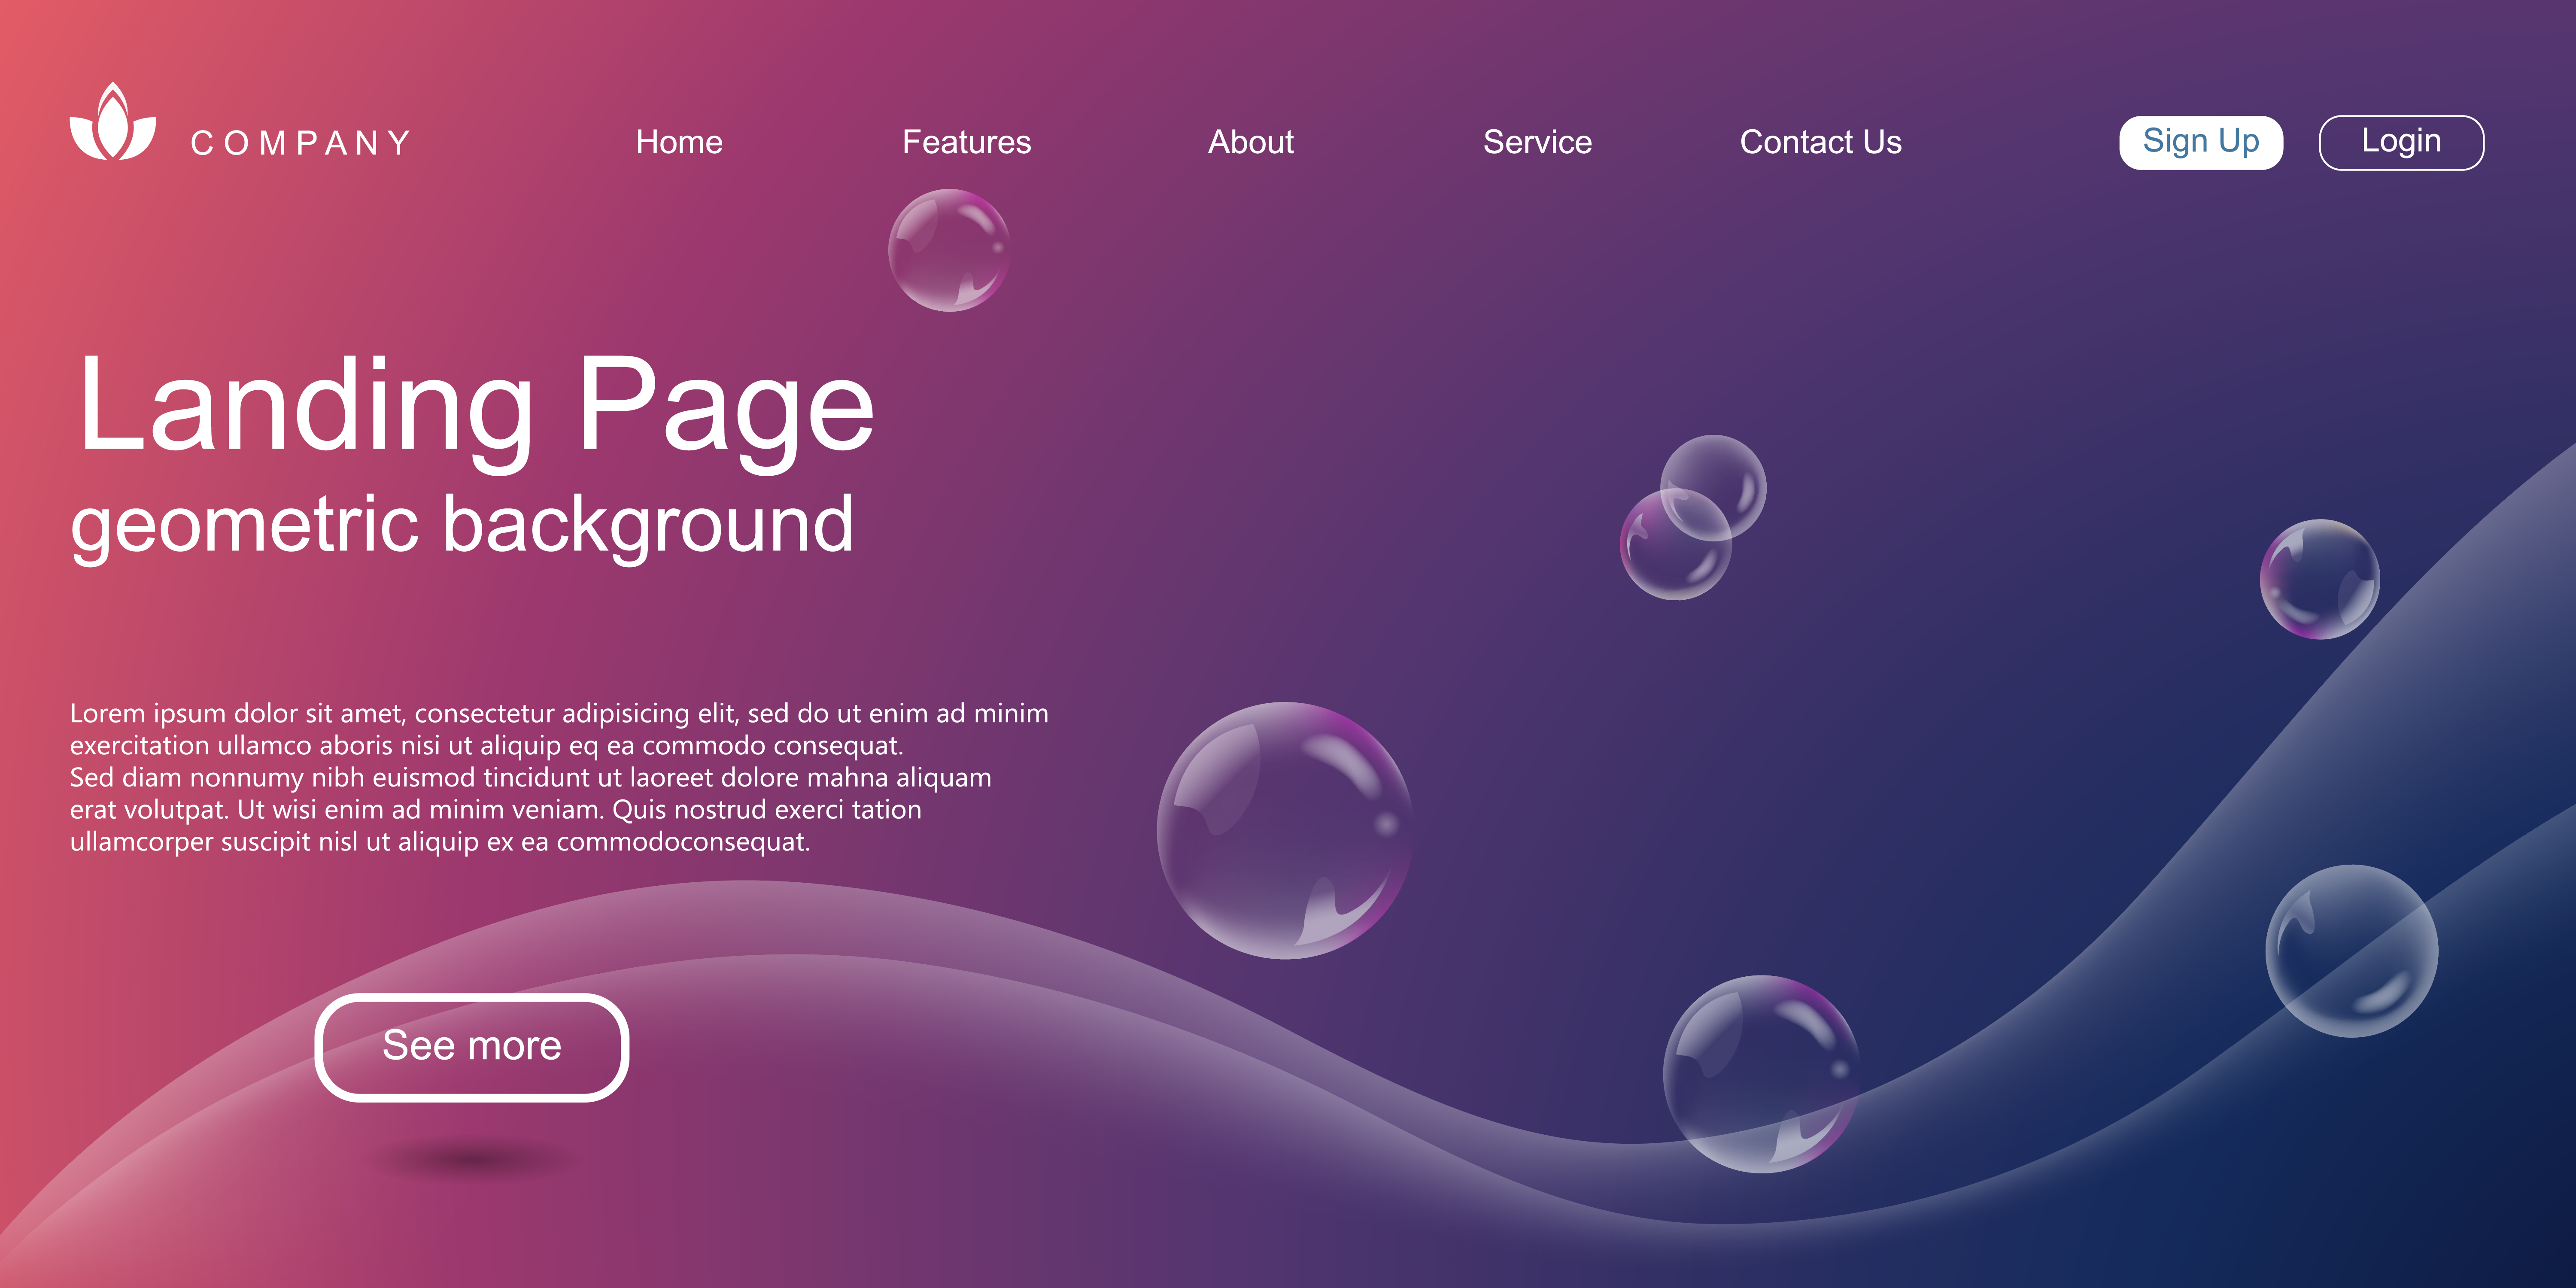 COMPANY Home Features About Service Contact Us Sign Up Login
Landing Page
geometric background
Lorem ipsum dolor sit amet, consectetur adipisicing elit, sed do ut enim ad minim
exercitation ullamco aboris nisi ut aliquip eq ea commodo consequat.
Sed diam nonnumy nibh euismod tincidunt ut laoreet dolore mahna aliquam
erat volutpat. Ut wisi enim ad minim veniam. Quis nostrud exerci tation
ullamcorper suscipit nisl ut aliquip ex ea commodoconsequat.
See more